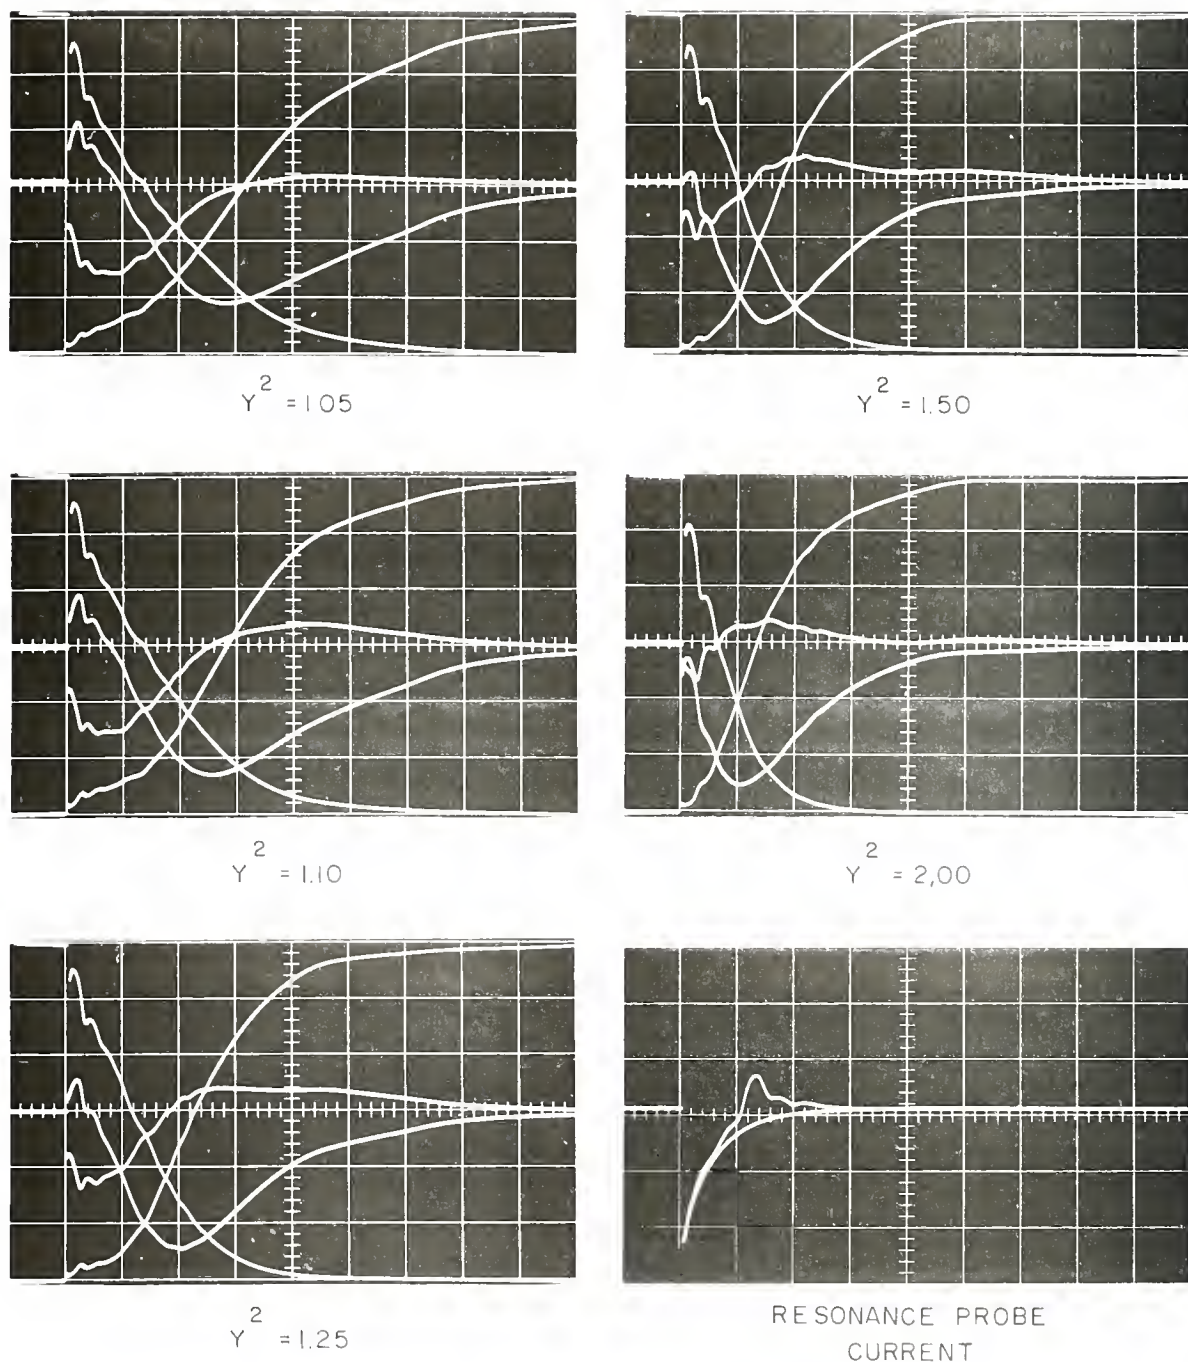 Y² = 1 05
Y² = 1.50
Y² = 1.10
Y² = 2,00
Y² = 1.25
RESONANCE PROBE
CURRENT